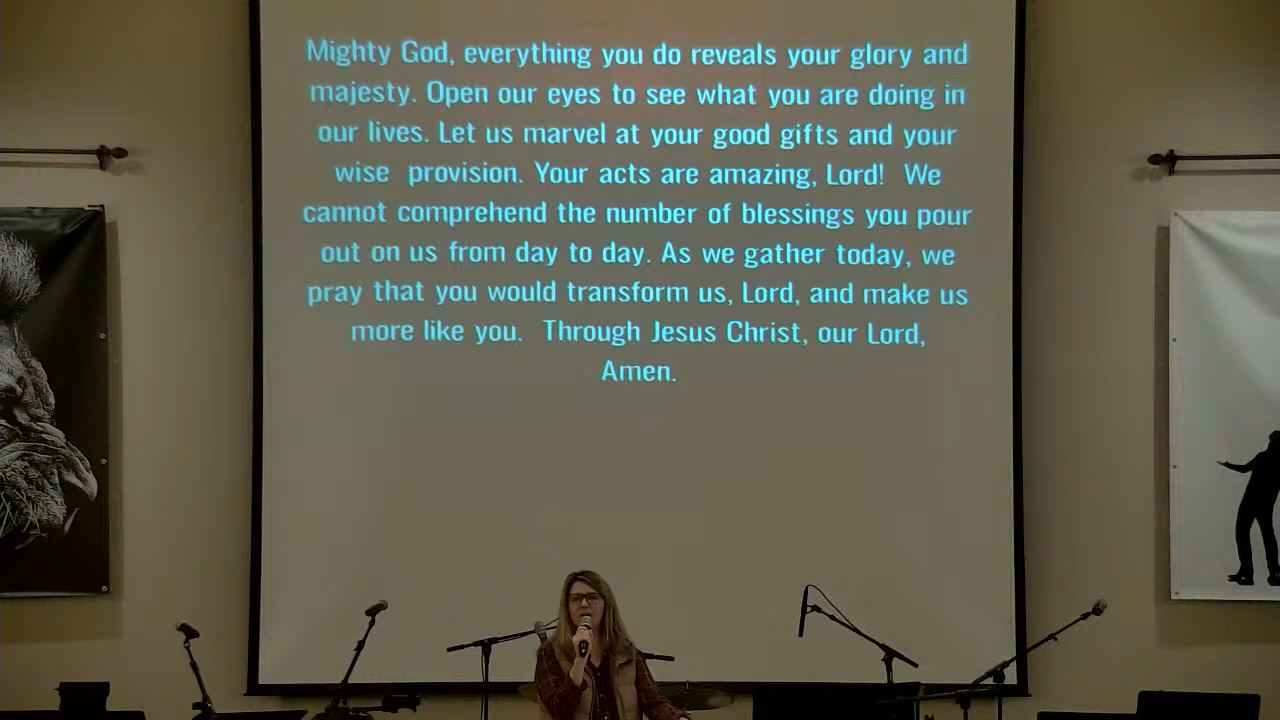 Mighty God, everything you do reveals your glory and
majesty. Open our eyes to see what you are doing in
our lives. Let us marvel at your good gifts and your
wise provision. Your acts are amazing, Lord! We
cannot comprehend the number of blessings you pour
out on us from day to day. As we gather today, we
pray that you would transform us, Lord, and make us
more like you. Through Jesus Christ, our Lord,
Amen.